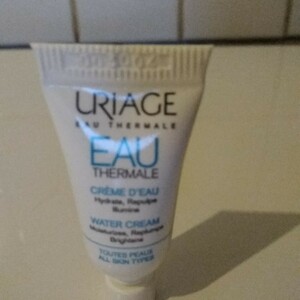 URIAGE
EAU THERMALE
EAU
THERMALE
CRÈME D'EAU
Hydrate, Repulpe
Illumine
WATER CREAM
Moisturizes, Replumps
Brightens
TOUTES PEAUX
ALL SKIN TYPES